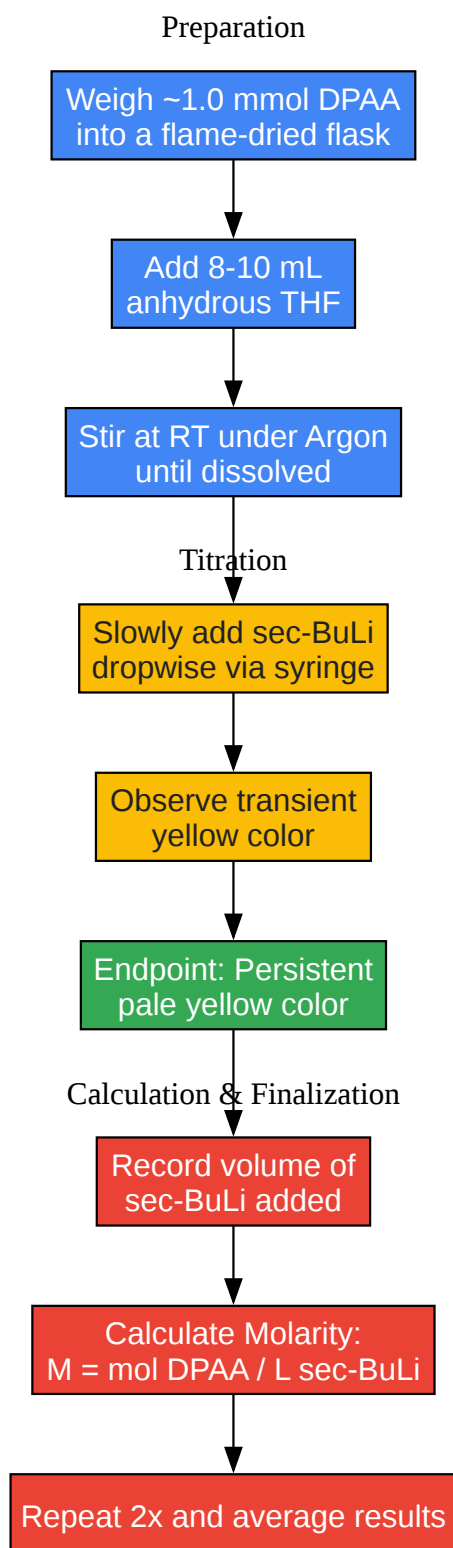 Preparation
Weigh ~1.0 mmol DPAA
into a flame-dried flask
Add 8-10 mL
anhydrous THF
Stir at RT under Argon
until dissolved
Titration
Slowly add sec-BuLi
dropwise via syringe
Observe transient
yellow color
Endpoint: Persistent
pale yellow color
Calculation & Finalization
Record volume of
sec-BuLi added
Calculate Molarity:
M = mol DPAA / L sec-BuLi
Repeat 2x and average results